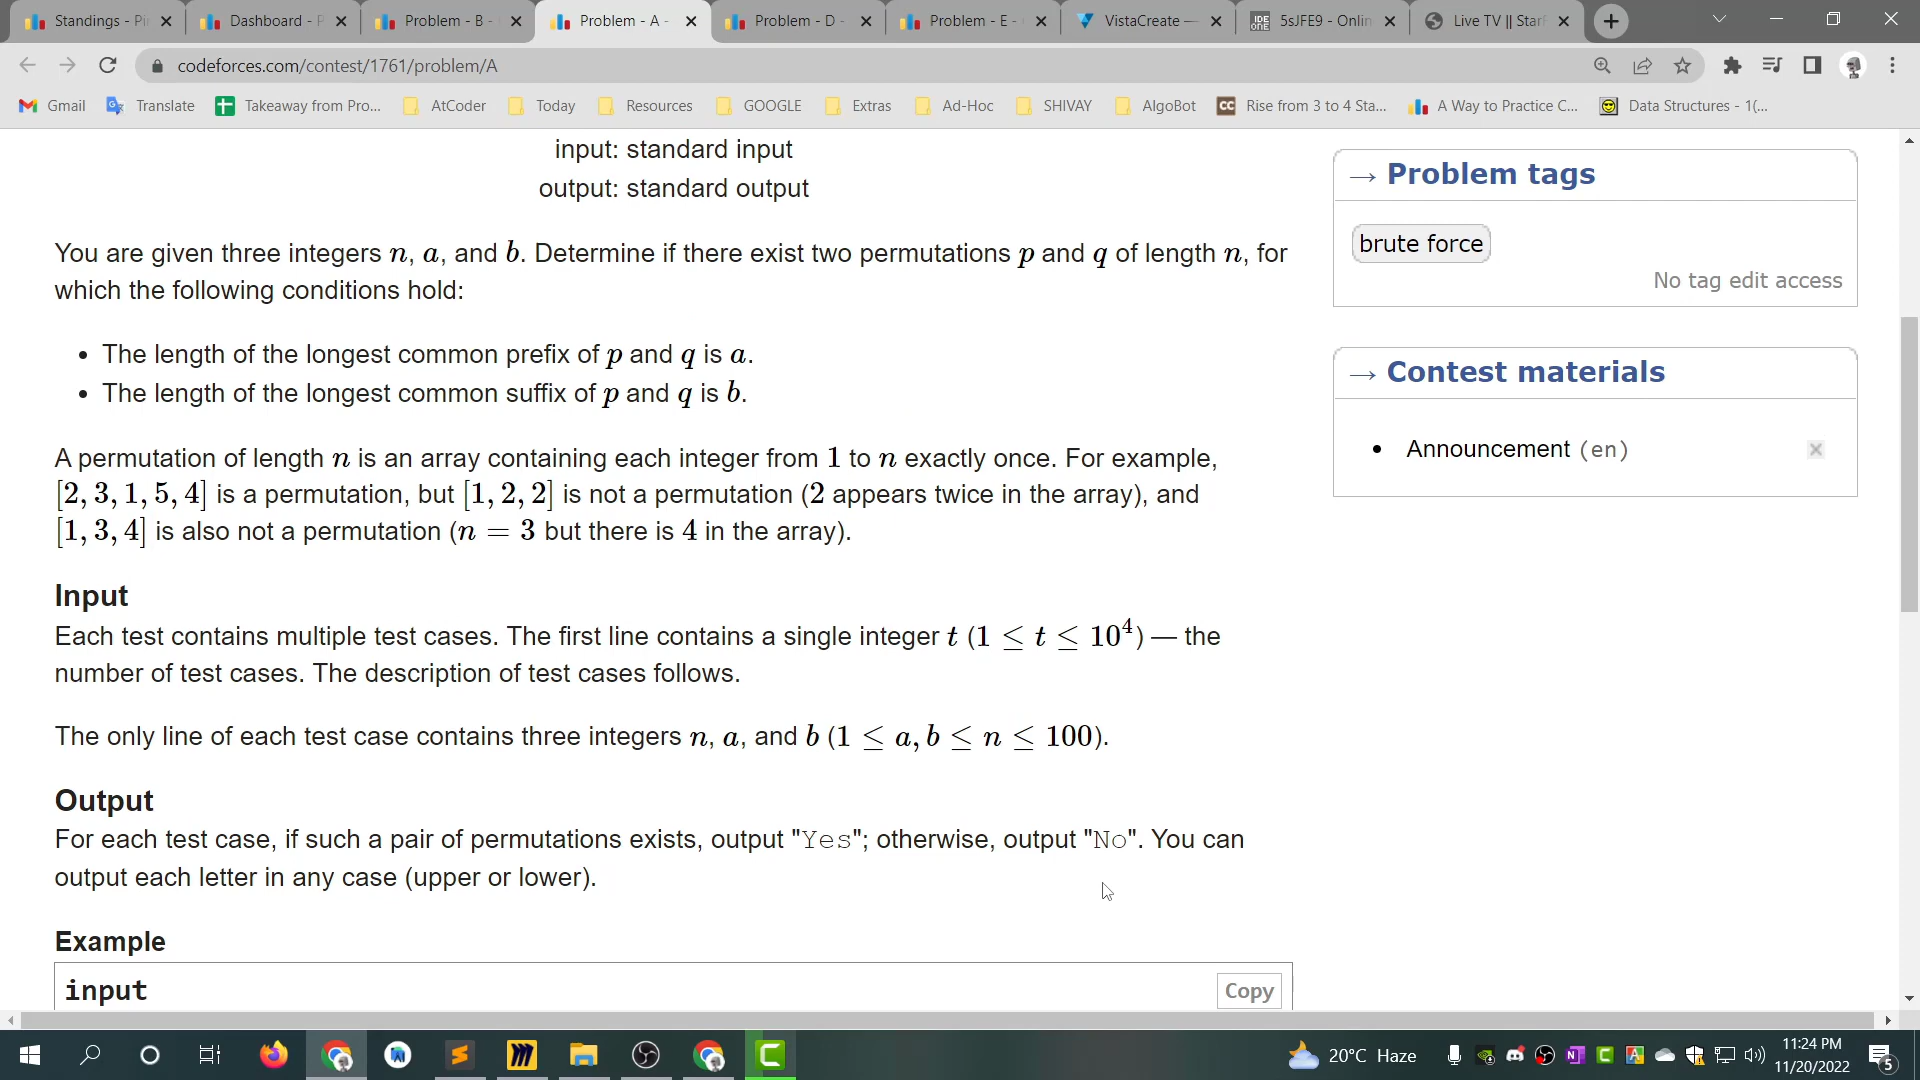 Standings - Pi
Dashboard - P
Problem - B -
Problem - A -
Problem - D -
Problem - E -
VistaCreate —
5sJFE9 - Onlin
Live TV || StarF
codeforces.com/contest/1761/problem/A
Gmail
Translate
Takeaway from Pro...
AtCoder
Today
Resources
GOOGLE
Extras
Ad-Hoc
SHIVAY
AlgoBot
CC Rise from 3 to 4 Sta...
A Way to Practice C...
Data Structures - 1(...
input: standard input
output: standard output
You are given three integers n, a, and b. Determine if there exist two permutations p and q of length n, for
which the following conditions hold:
• The length of the longest common prefix of p and q is a.
• The length of the longest common suffix of p and q is b.
A permutation of length n is an array containing each integer from 1 to n exactly once. For example,
[2, 3, 1, 5, 4] is a permutation, but [1, 2, 2] is not a permutation (2 appears twice in the array), and
[1, 3, 4] is also not a permutation (n = 3 but there is 4 in the array).
Input
Each test contains multiple test cases. The first line contains a single integer t (1 ≤ t ≤ 10⁴) — the
number of test cases. The description of test cases follows.
The only line of each test case contains three integers n, a, and b (1 ≤ a, b ≤ n ≤ 100).
Output
For each test case, if such a pair of permutations exists, output "Yes"; otherwise, output "No". You can
output each letter in any case (upper or lower).
Example
input
Copy
→ Problem tags
brute force
No tag edit access
→ Contest materials
• Announcement (en)
20°C Haze
11:24 PM
11/20/2022
5